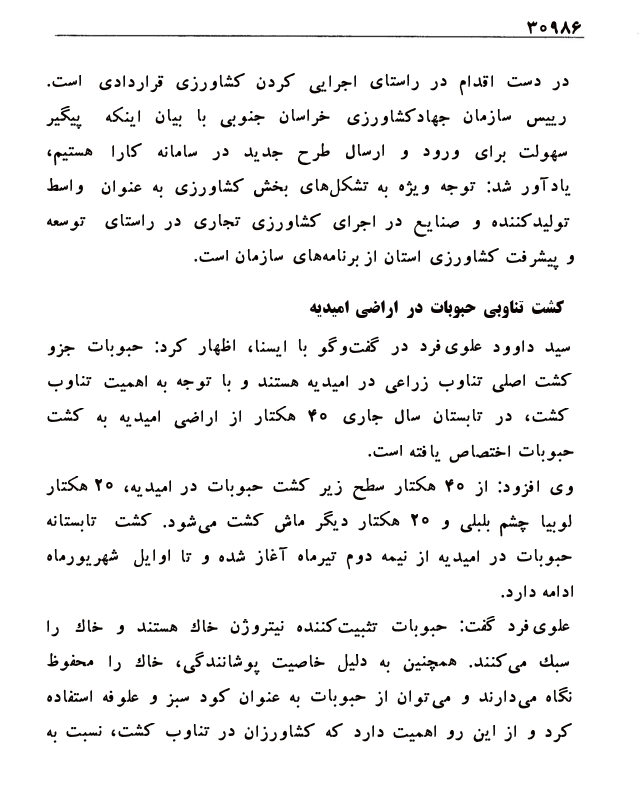 ۳۰۹۸۶
در دست اقدام در راستای اجرایی کردن کشاورزی قراردادی است.
رییس سازمان جهادکشاورزی خراسان جنوبی با بیان اینکه پیگیر
سهولت برای ورود و ارسال طرح جدید در سامانه کارا هستیم،
یادآور شد: توجه ویژه به تشکل‌های بخش کشاورزی به عنوان واسط
تولیدکننده و صنایع در اجرای کشاورزی تجاری در راستای توسعه
و پیشرفت کشاورزی استان از برنامه‌های سازمان است.
کشت تناوبی حبوبات در اراضی امیدیه
سید داوود علوی‌فرد در گفت‌وگو با ایسنا، اظهار کرد: حبوبات جزو
کشت اصلی تناوب زراعی در امیدیه هستند و با توجه به اهمیت تناوب
کشت، در تابستان سال جاری ۴۰ هکتار از اراضی امیدیه به کشت
حبوبات اختصاص یافته است.
وی افزود: از ۴۰ هکتار سطح زیر کشت حبوبات در امیدیه، ۲۰ هکتار
لوبیا چشم بلبلی و ۲۰ هکتار دیگر ماش کشت می‌شود. کشت تابستانه
حبوبات در امیدیه از نیمه دوم تیرماه آغاز شده و تا اوایل شهریورماه
ادامه دارد.
علوی‌فرد گفت: حبوبات تثبیت‌کننده نیتروژن خاك هستند و خاك را
سبك می‌کنند. همچنین به دلیل خاصیت پوشانندگی، خاك را محفوظ
نگاه می‌دارند و می‌توان از حبوبات به عنوان کود سبز و علوفه استفاده
کرد و از این رو اهمیت دارد که کشاورزان در تناوب کشت، نسبت به